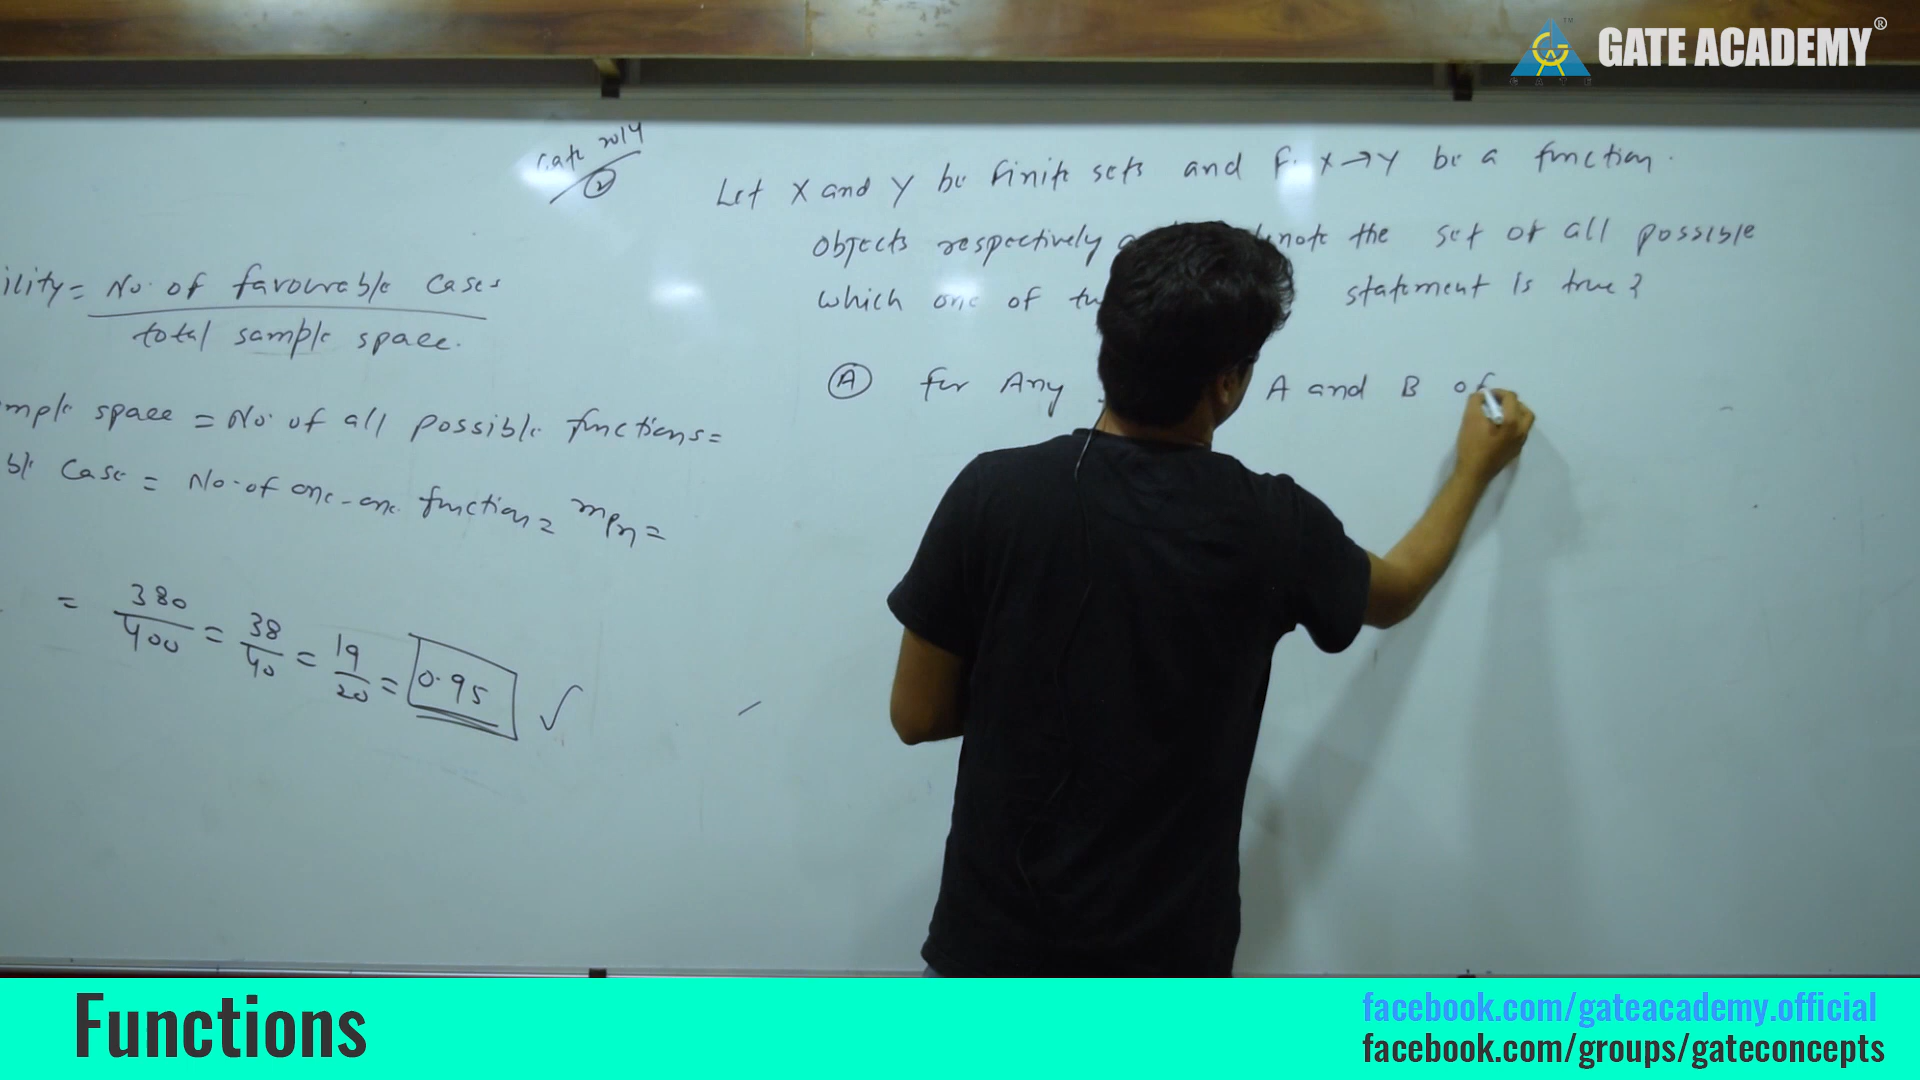 GATE ACADEMY®
Gate 2014
2
Let X and Y be finite sets and F: X→Y be a function.
objects respectively the set of all possible
which one of statement is true?
A for Any A and B of
ility = No. of favourable cases
total sample space.
mple space = No. of all possible functions =
ble Case = No. of one-one function = mPn =
= 380/400 = 38/40 = 19/20 = 0.95 ✓
Functions
facebook.com/gateacademy.official
facebook.com/groups/gateconcepts